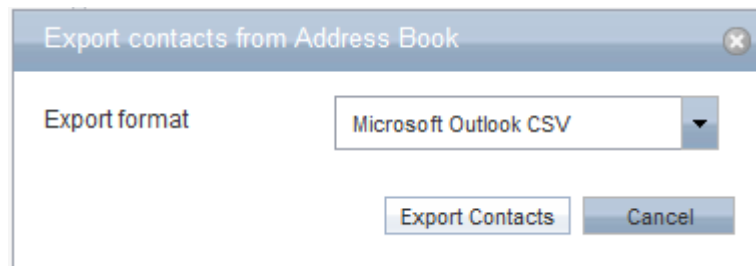 Export contacts from Address Book
Export format
Microsoft Outlook CSV
Export Contacts Cancel